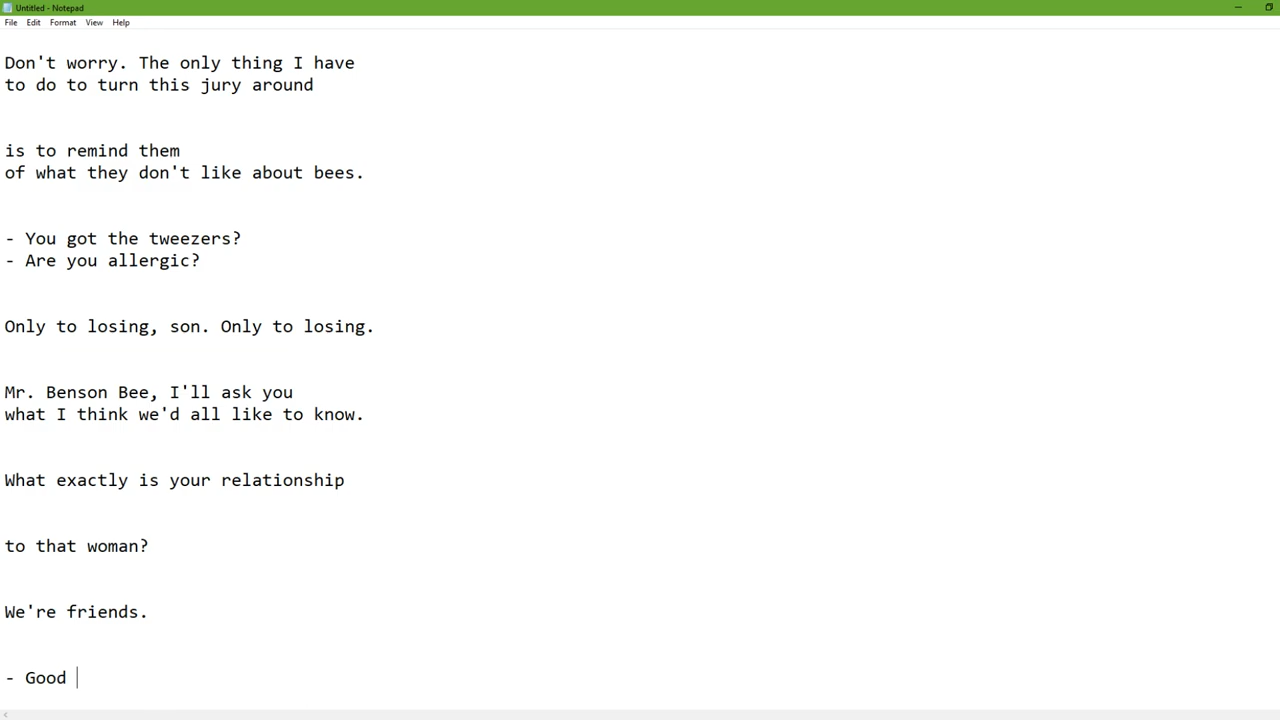 Untitled - Notepad
File Edit Format View Help
Don't worry. The only thing I have
to do to turn this jury around
is to remind them
of what they don't like about bees.
- You got the tweezers?
- Are you allergic?
Only to losing, son. Only to losing.
Mr. Benson Bee, I'll ask you
what I think we'd all like to know.
What exactly is your relationship
to that woman?
We're friends.
- Good